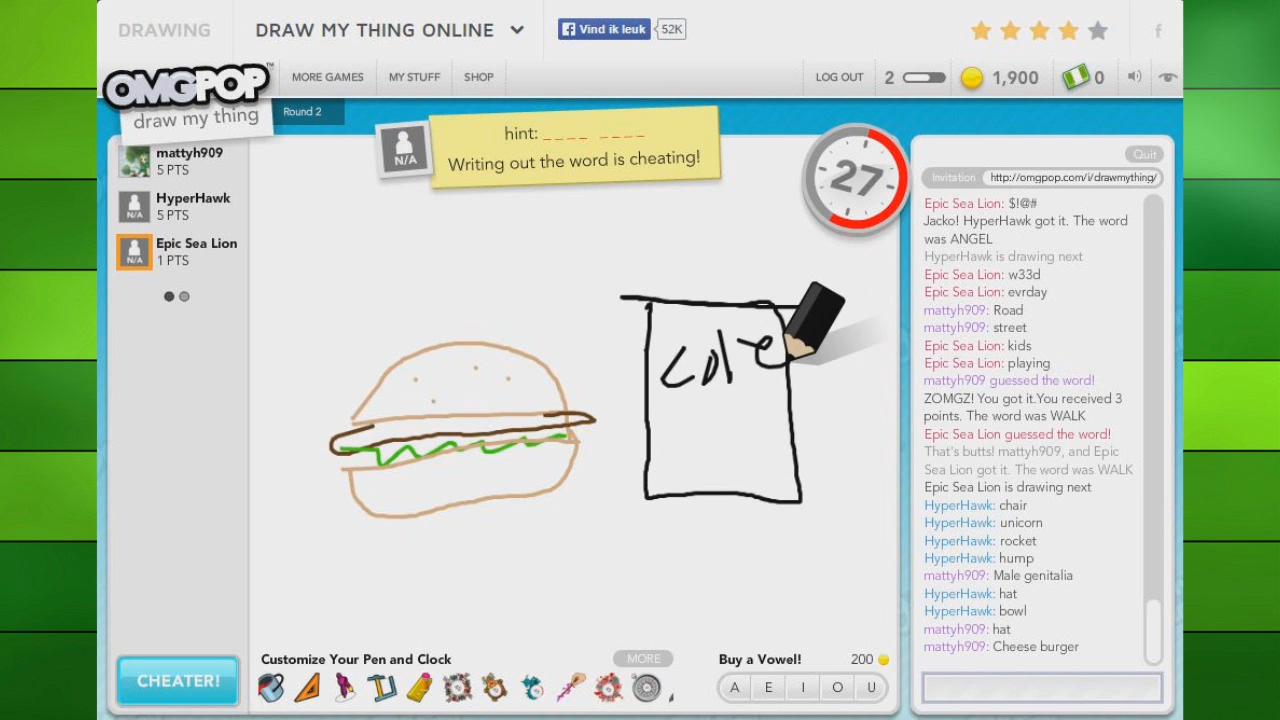 DRAWING
DRAW MY THING ONLINE
Vind ik leuk
52K
f
OMGPOP
TM
draw my thing
MORE GAMES
MY STUFF
SHOP
LOG OUT
2
1,900
0
Round 2
mattyh909
5 PTS
HyperHawk
5 PTS
Epic Sea Lion
1 PTS
N/A
N/A
N/A
hint: _ _ _ _ _ _ _ _
Writing out the word is cheating!
27
Quit
Invitation http://omgpop.com/i/drawmything/
Epic Sea Lion: $!@#
Jacko! HyperHawk got it. The word
was ANGEL
HyperHawk is drawing next
Epic Sea Lion: w33d
Epic Sea Lion: evrday
mattyh909: Road
mattyh909: street
Epic Sea Lion: kids
Epic Sea Lion: playing
mattyh909 guessed the word!
ZOMGZ! You got it.You received 3
points. The word was WALK
Epic Sea Lion guessed the word!
That's butts! mattyh909, and Epic
Sea Lion got it. The word was WALK
Epic Sea Lion is drawing next
HyperHawk: chair
HyperHawk: unicorn
HyperHawk: rocket
HyperHawk: hump
mattyh909: Male genitalia
HyperHawk: hat
HyperHawk: bowl
mattyh909: hat
mattyh909: Cheese burger
CHEATER!
Customize Your Pen and Clock
MORE
Buy a Vowel!
200
A E I O U